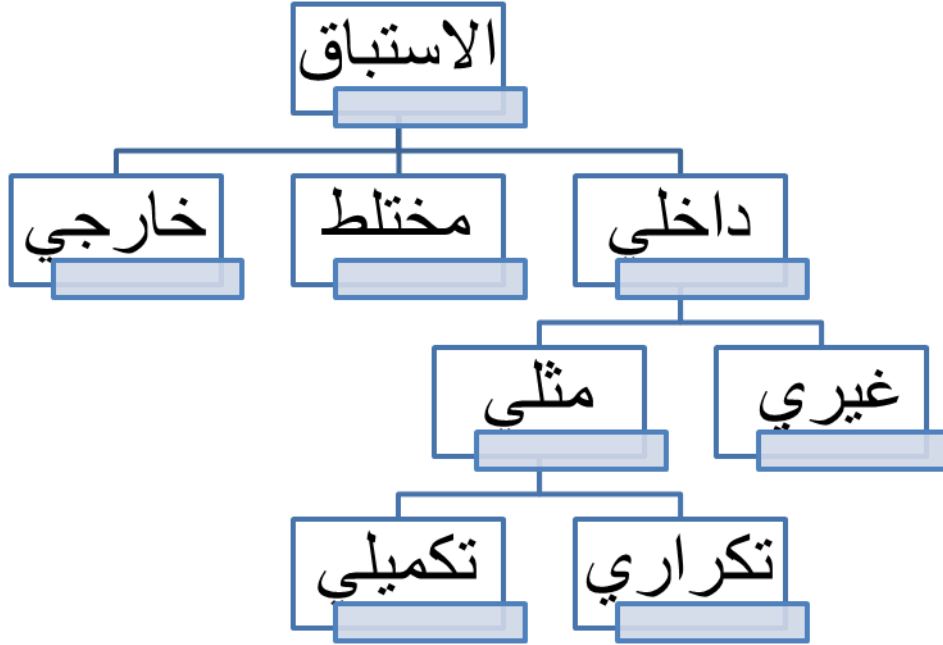 الاستباق
داخلي
مختلط
خارجي
غيري
مثلي
تكراري
تكميلي